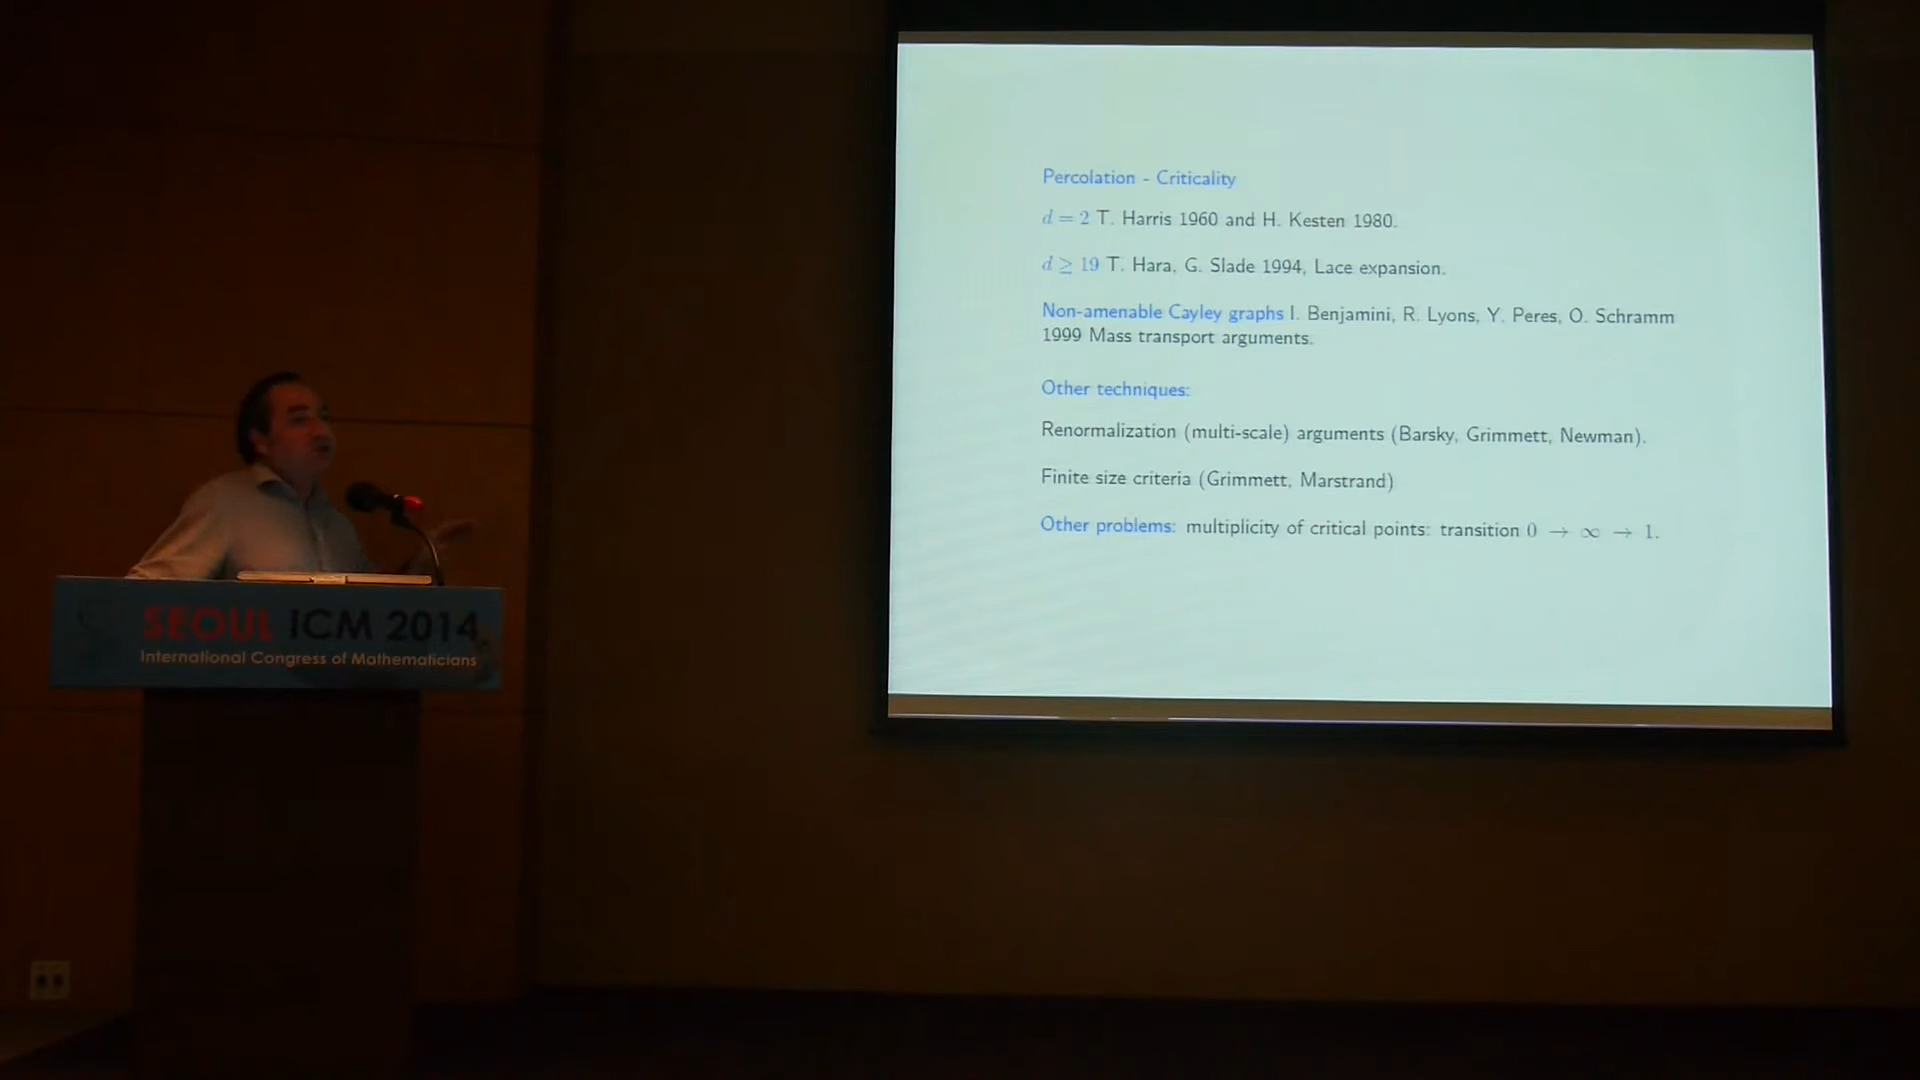 Percolation - Criticality
d = 2 T. Harris 1960 and H. Kesten 1980.
d ≥ 19 T. Hara, G. Slade 1994, Lace expansion.
Non-amenable Cayley graphs I. Benjamini, R. Lyons, Y. Peres, O. Schramm
1999 Mass transport arguments.
Other techniques:
Renormalization (multi-scale) arguments (Barsky, Grimmett, Newman).
Finite size criteria (Grimmett, Marstrand)
Other problems: multiplicity of critical points: transition 0 → ∞ → 1.
SEOUL ICM 2014
International Congress of Mathematicians